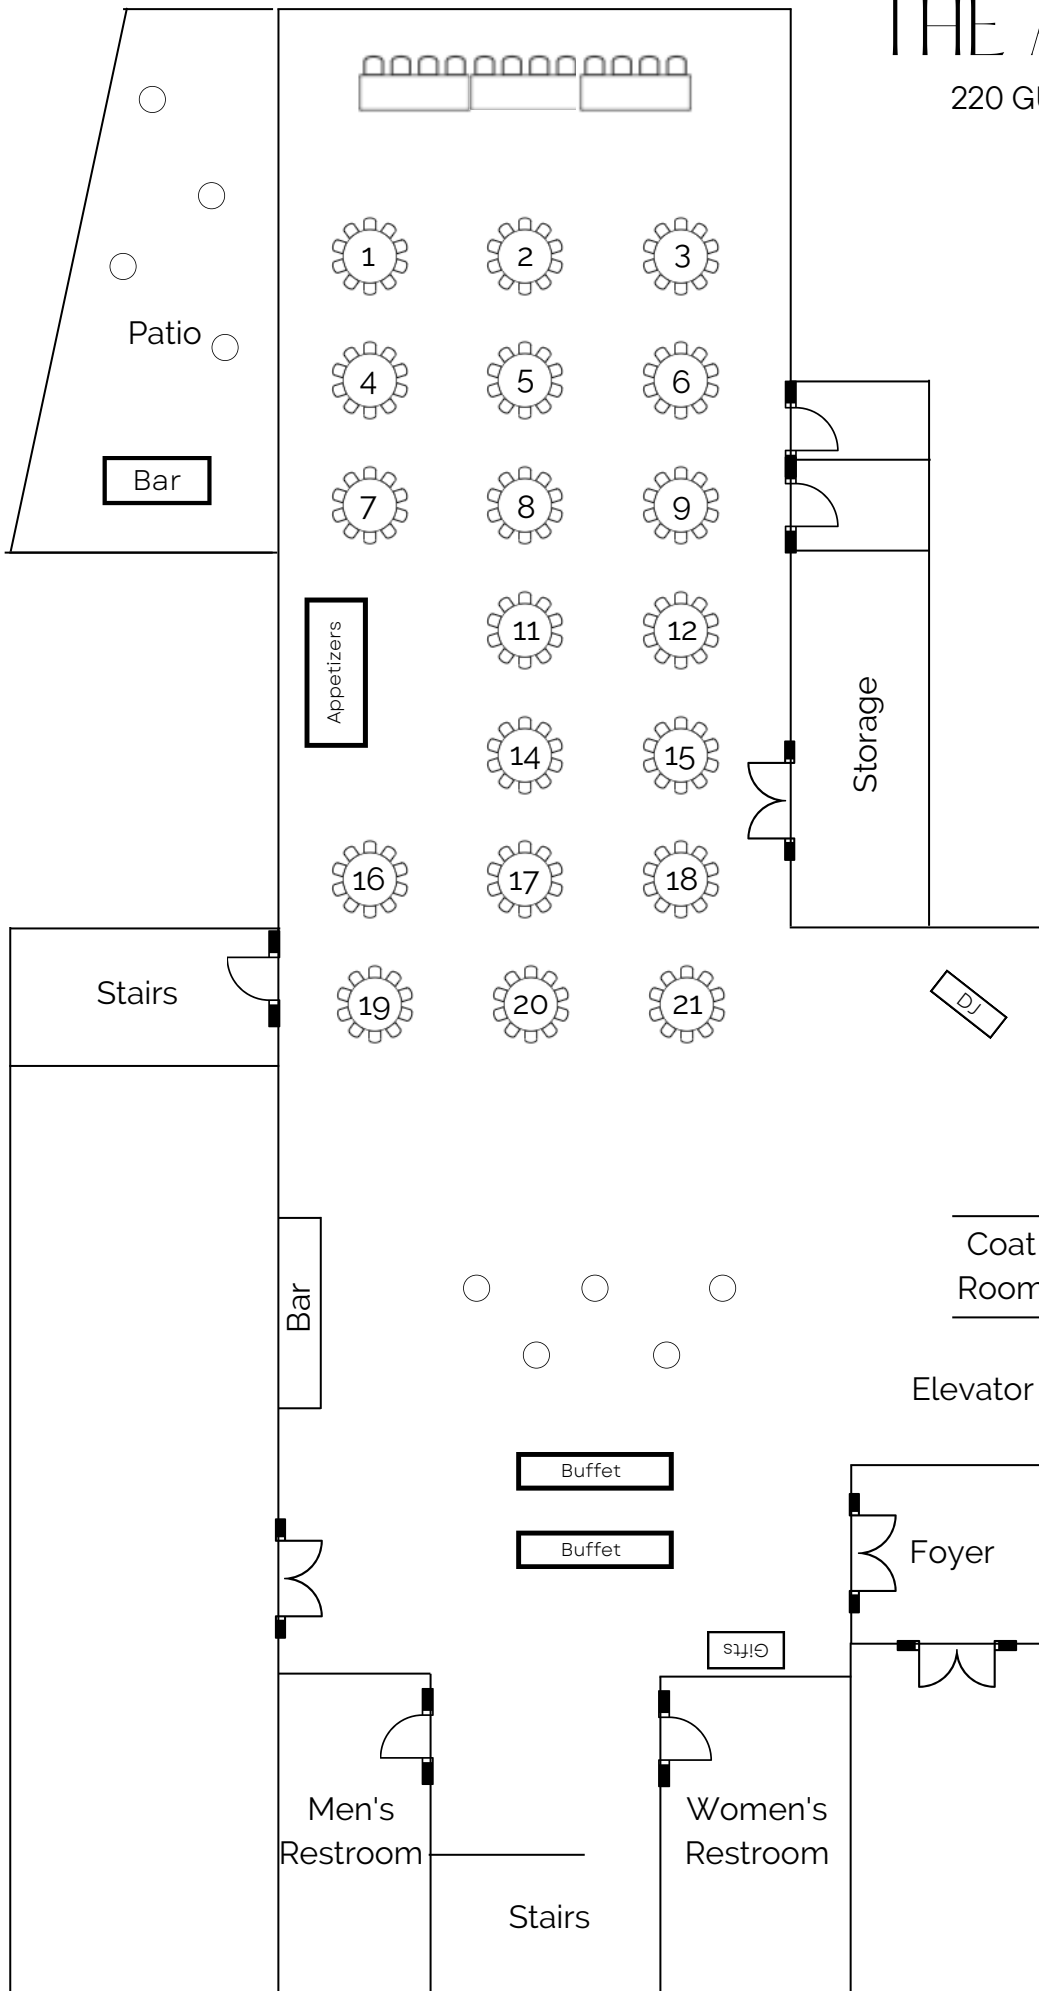 THE
220 GU
1
2
3
Patio
4
5
6
Bar
7
8
9
Appetizers
11
12
Storage
14
15
16
17
18
Stairs
19
20
21
DJ
Bar
Coat
Room
Elevator
Buffet
Buffet
Foyer
Gifts
Men's
Restroom
Women's
Restroom
Stairs